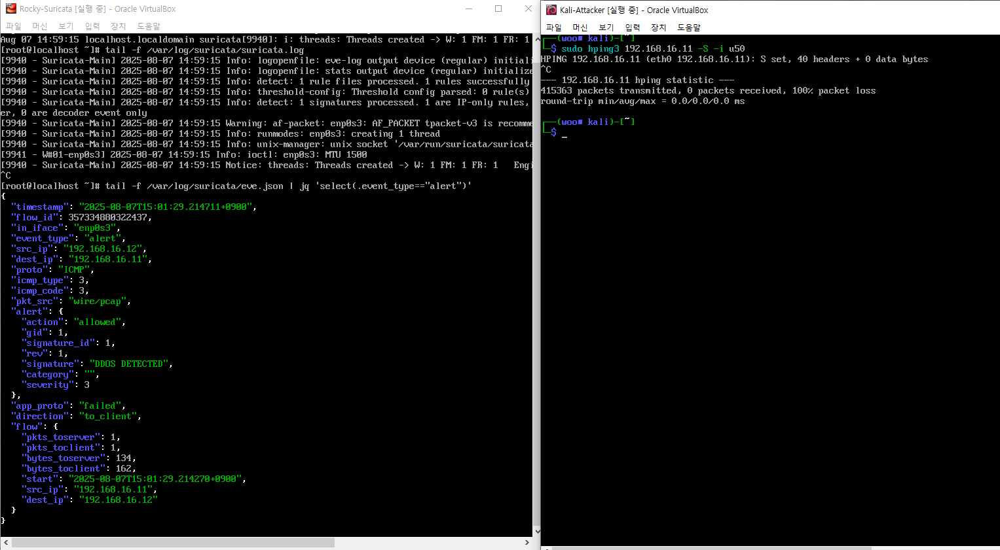 Rocky-Suricata [실행 중] - Oracle VirtualBox
파일 머신 보기 입력 장치 도움말
Aug 07 14:59:15 localhost.localdomain suricata[9940]: i: threads: Threads created -> W: 1 FM: 1 FR: 1
[root@localhost ~]# tail -f /var/log/suricata/suricata.log
[9940 - Suricata-Main] 2025-08-07 14:59:15 Info: logopenfile: eve-log output device (regular) initiali
[9940 - Suricata-Main] 2025-08-07 14:59:15 Info: logopenfile: stats output device (regular) initialize
[9940 - Suricata-Main] 2025-08-07 14:59:15 Info: detect: 1 rule files processed. 1 rules successfully
[9940 - Suricata-Main] 2025-08-07 14:59:15 Info: threshold-config: Threshold config parsed: 0 rule(s)
[9940 - Suricata-Main] 2025-08-07 14:59:15 Info: detect: 1 signatures processed. 1 are IP-only rules,
er, 0 are decoder event only
[9940 - Suricata-Main] 2025-08-07 14:59:15 Warning: af-packet: enp0s3: AF_PACKET tpacket-v3 is recomme
[9940 - Suricata-Main] 2025-08-07 14:59:15 Info: runmodes: enp0s3: creating 1 thread
[9940 - Suricata-Main] 2025-08-07 14:59:15 Info: unix-manager: unix socket '/var/run/suricata/suricata
[9941 - W#01-enp0s3] 2025-08-07 14:59:15 Info: ioctl: enp0s3: MTU 1500
[9940 - Suricata-Main] 2025-08-07 14:59:15 Notice: threads: Threads created -> W: 1 FM: 1 FR: 1   Engi
^C
[root@localhost ~]# tail -f /var/log/suricata/eve.json | jq 'select(.event_type=="alert")'
{
  "timestamp": "2025-08-07T15:01:29.214711+0900",
  "flow_id": 357334880322437,
  "in_iface": "enp0s3",
  "event_type": "alert",
  "src_ip": "192.168.16.12",
  "dest_ip": "192.168.16.11",
  "proto": "ICMP",
  "icmp_type": 3,
  "icmp_code": 3,
  "pkt_src": "wire/pcap",
  "alert": {
    "action": "allowed",
    "gid": 1,
    "signature_id": 1,
    "rev": 1,
    "signature": "DDOS DETECTED",
    "category": "",
    "severity": 3
  },
  "app_proto": "failed",
  "direction": "to_client",
  "flow": {
    "pkts_toserver": 1,
    "pkts_toclient": 1,
    "bytes_toserver": 134,
    "bytes_toclient": 162,
    "start": "2025-08-07T15:01:29.214270+0900",
    "src_ip": "192.168.16.11",
    "dest_ip": "192.168.16.12"
  }
}
Kali-Attacker [실행 중] - Oracle VirtualBox
파일 머신 보기 입력 장치 도움말
┌──(woo■ kali)-[~]
└─$ sudo hping3 192.168.16.11 -S -i u50
HPING 192.168.16.11 (eth0 192.168.16.11): S set, 40 headers + 0 data bytes
^C
--- 192.168.16.11 hping statistic ---
415363 packets transmitted, 0 packets received, 100% packet loss
round-trip min/avg/max = 0.0/0.0/0.0 ms
┌──(woo■ kali)-[~]
└─$ _